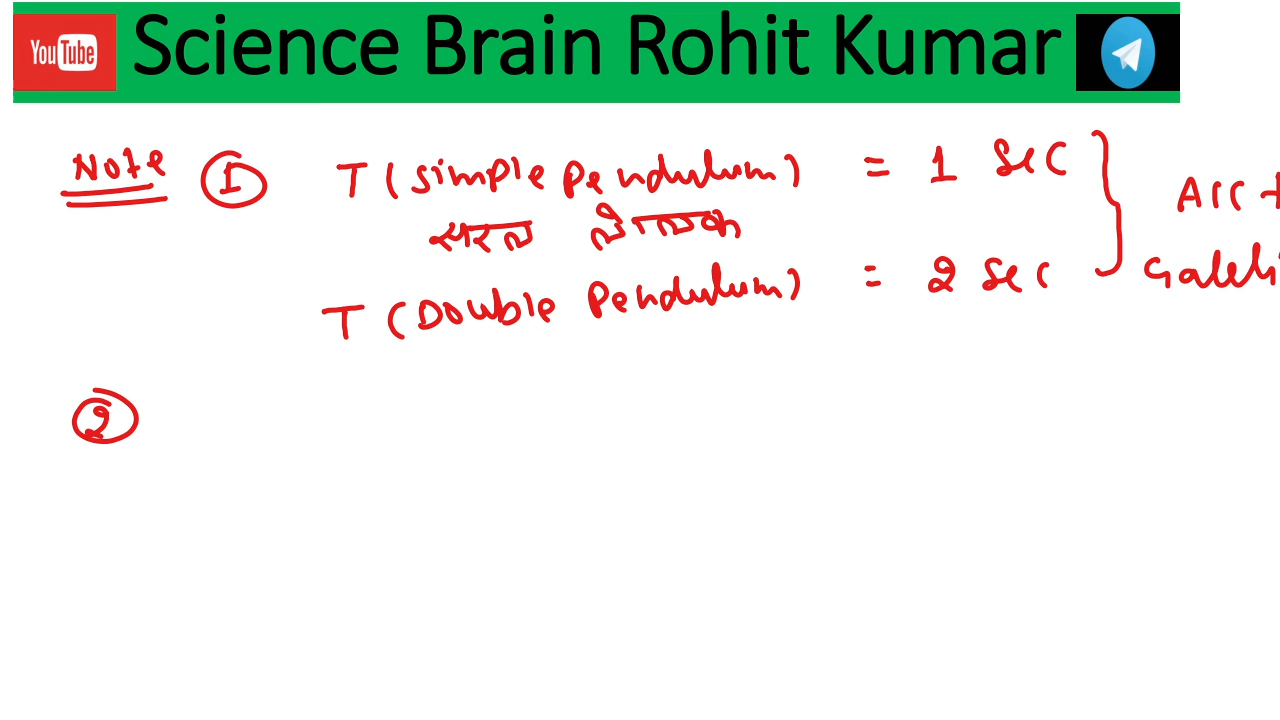 YouTube Science Brain Rohit Kumar
Note ① T (simple pendulum) = 1 sec
सरल लोलक
T (Double pendulum) = 2 sec
②